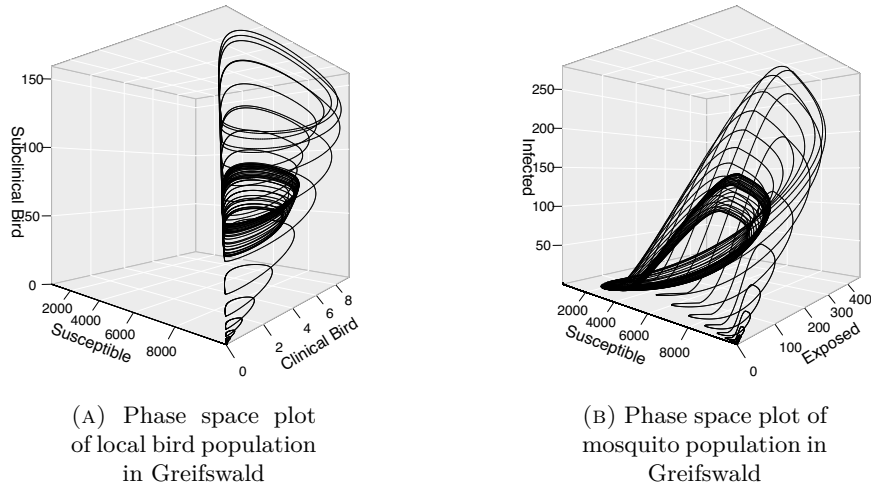 150
100
50
0
Subclinical Bird
2000
4000
6000
8000
Susceptible
0
2
4
6
8
Clinical Bird
250
200
150
100
50
Infected
2000
4000
6000
8000
Susceptible
0
100
200
300
400
Exposed
(A) Phase space plot
of local bird population
in Greifswald
(B) Phase space plot of
mosquito population in
Greifswald